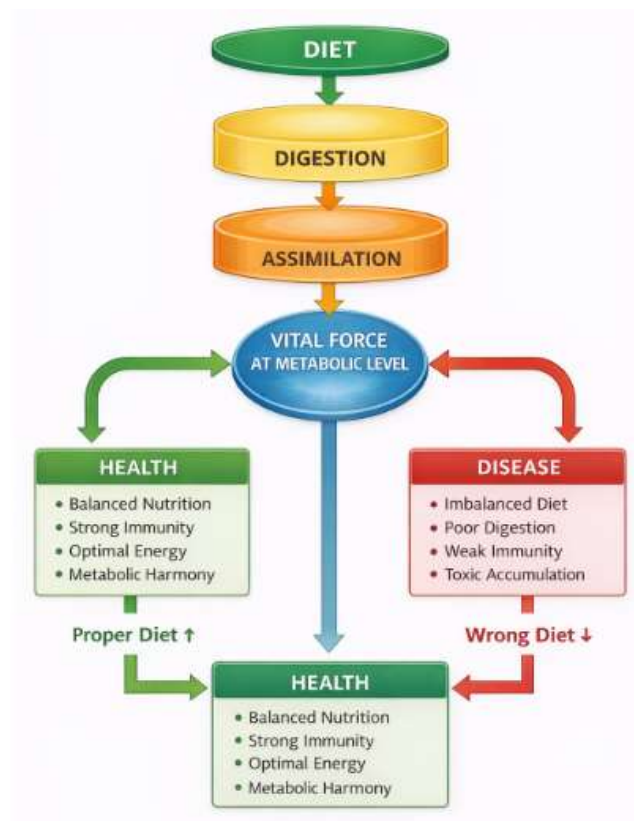 DIET
DIGESTION
ASSIMILATION
VITAL FORCE
AT METABOLIC LEVEL
HEALTH
• Balanced Nutrition
• Strong Immunity
• Optimal Energy
• Metabolic Harmony
DISEASE
• Imbalanced Diet
• Poor Digestion
• Weak Immunity
• Toxic Accumulation
Proper Diet ↑
Wrong Diet ↓
HEALTH
• Balanced Nutrition
• Strong Immunity
• Optimal Energy
• Metabolic Harmony